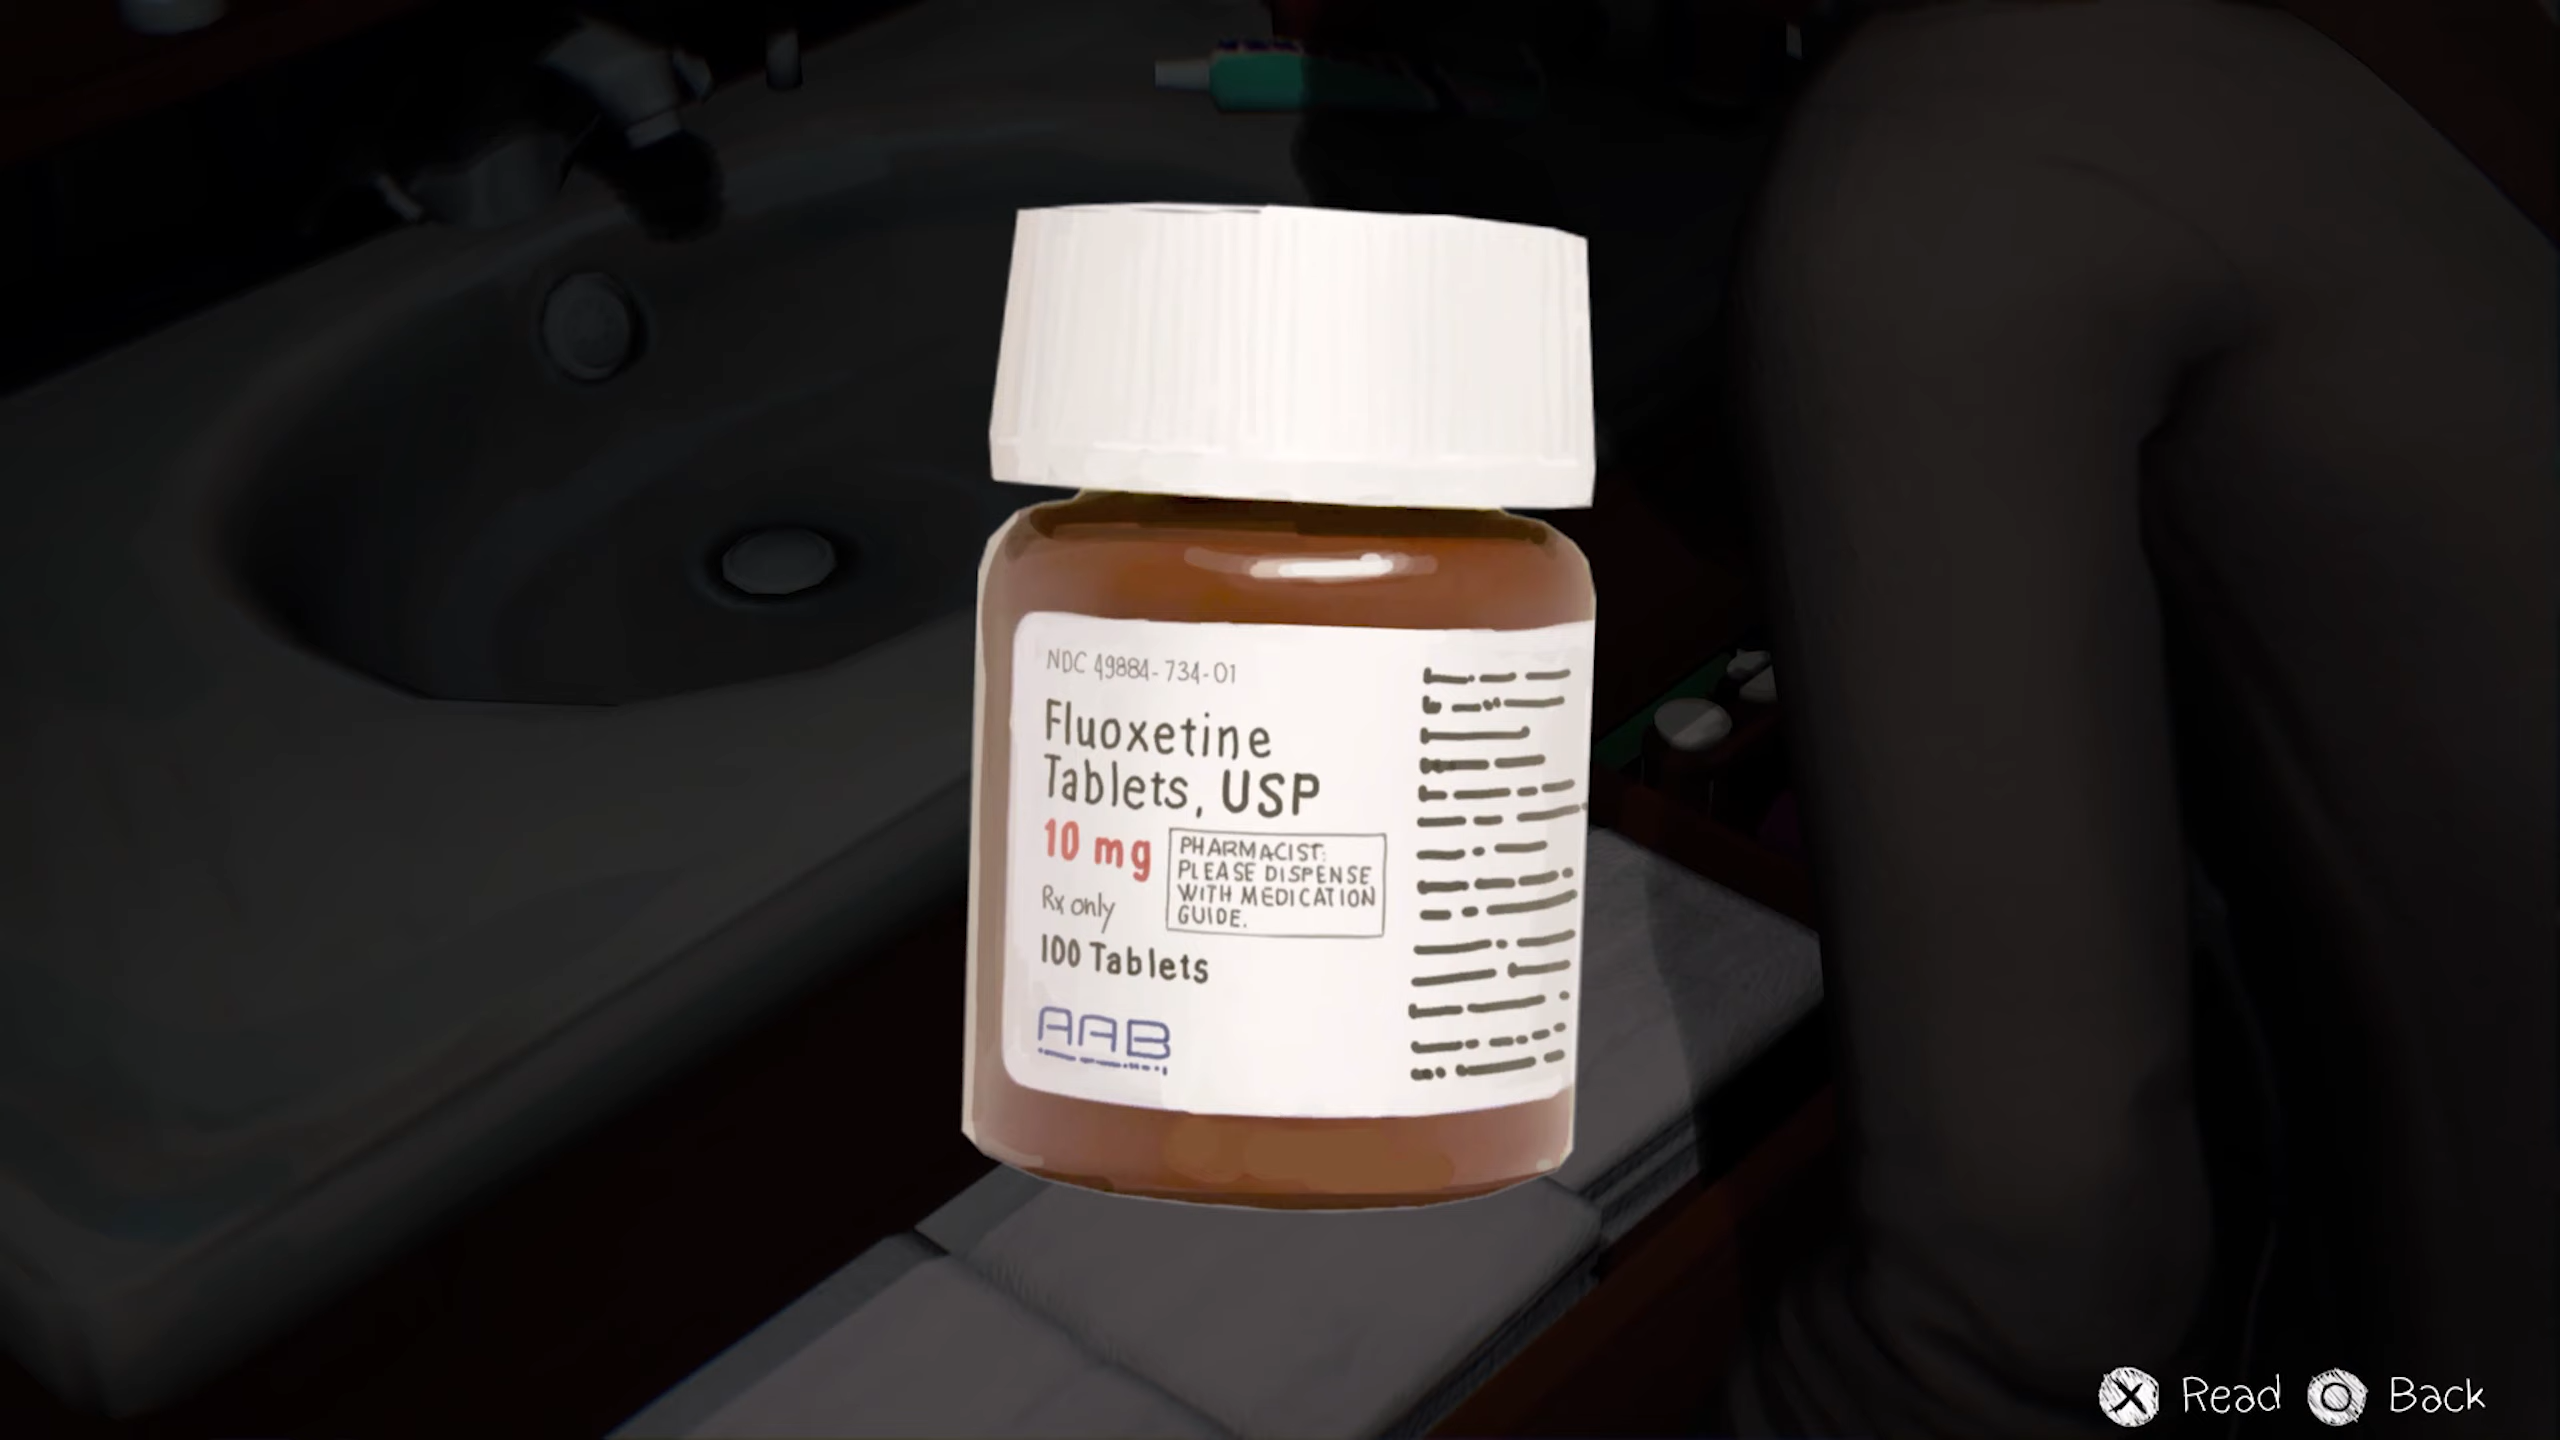 NDC 49884-734-01
Fluoxetine
Tablets, USP
10 mg
PHARMACIST:
PLEASE DISPENSE
WITH MEDICATION
GUIDE.
Rx only
100 Tablets
AAB
Read Back